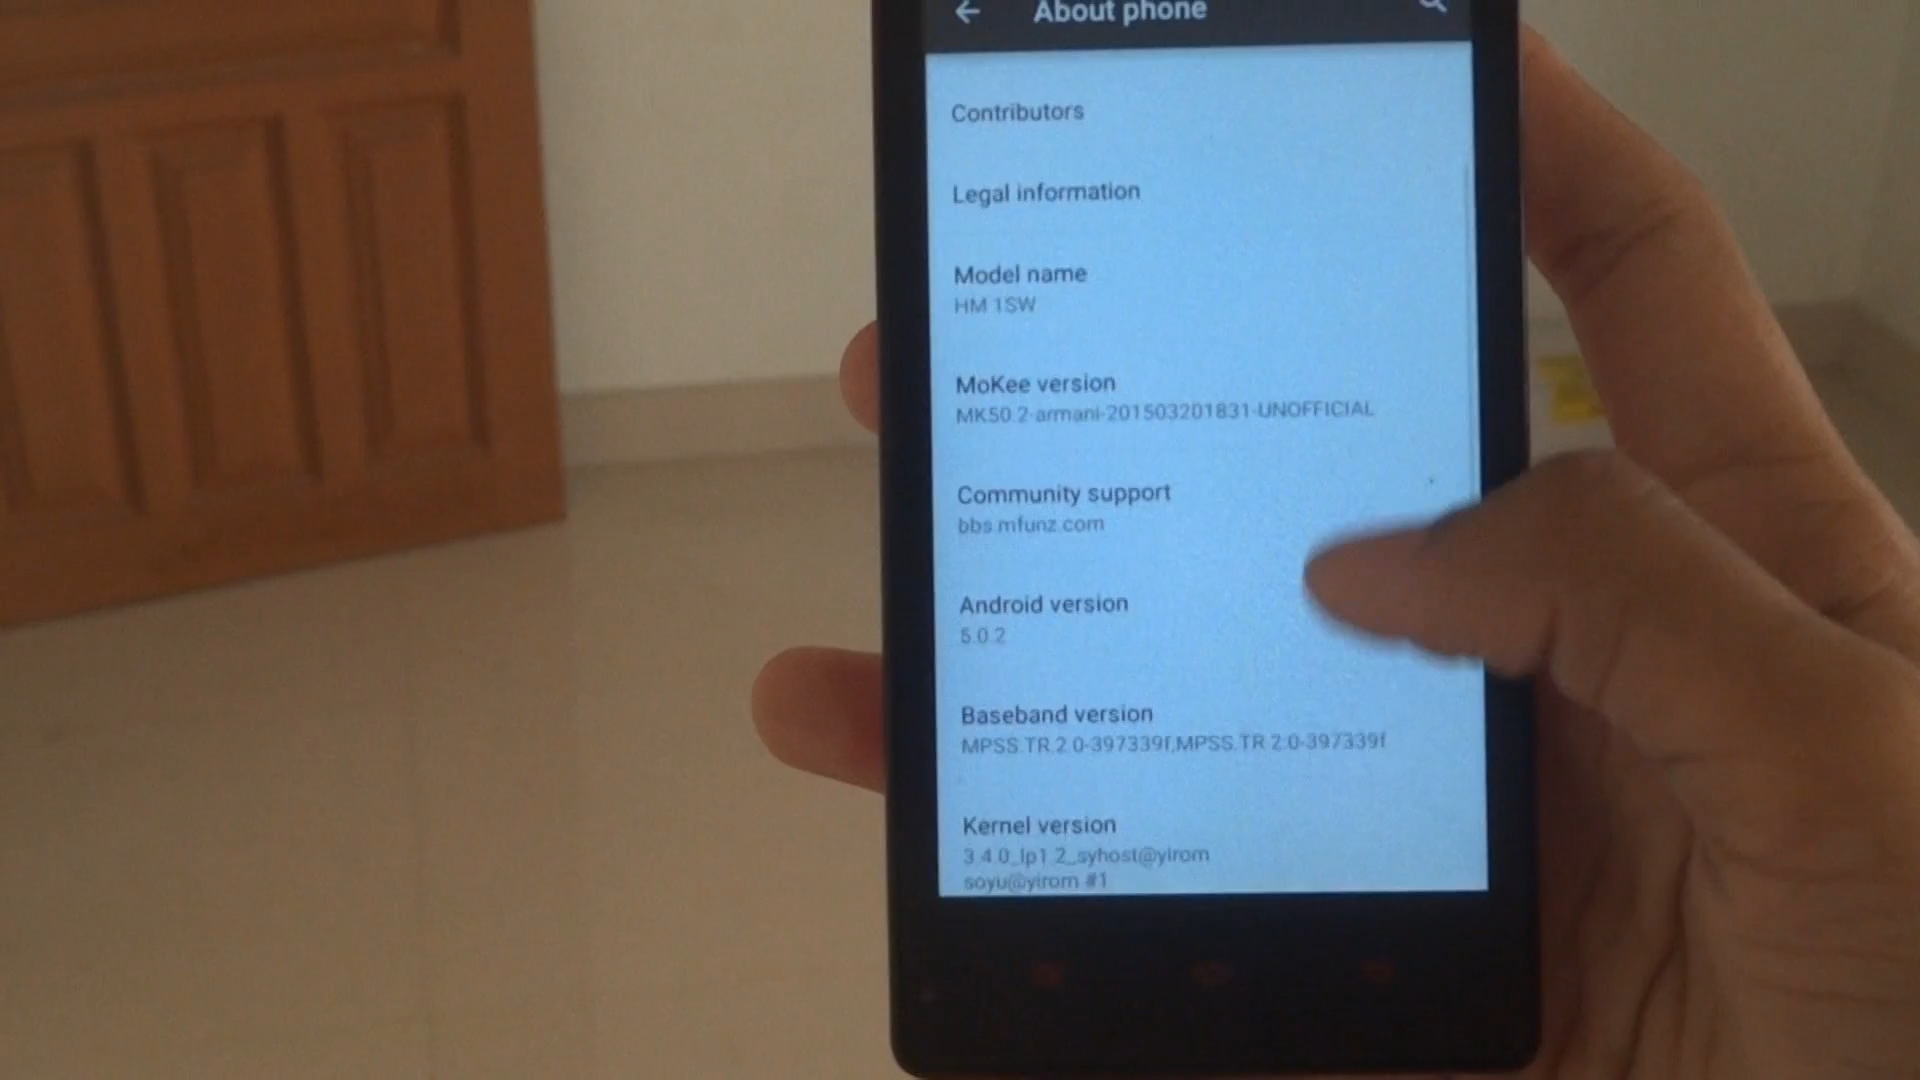 About phone
Contributors
Legal information
Model name
HM 1SW
MoKee version
MK50.2-armani-201503201831-UNOFFICIAL
Community support
bbs.mfunz.com
Android version
5.0.2
Baseband version
MPSS.TR.2.0-397339f,MPSS.TR.2.0-397339f
Kernel version
3.4.0_lp1.2_syhost@yirom
soyu@yirom #1